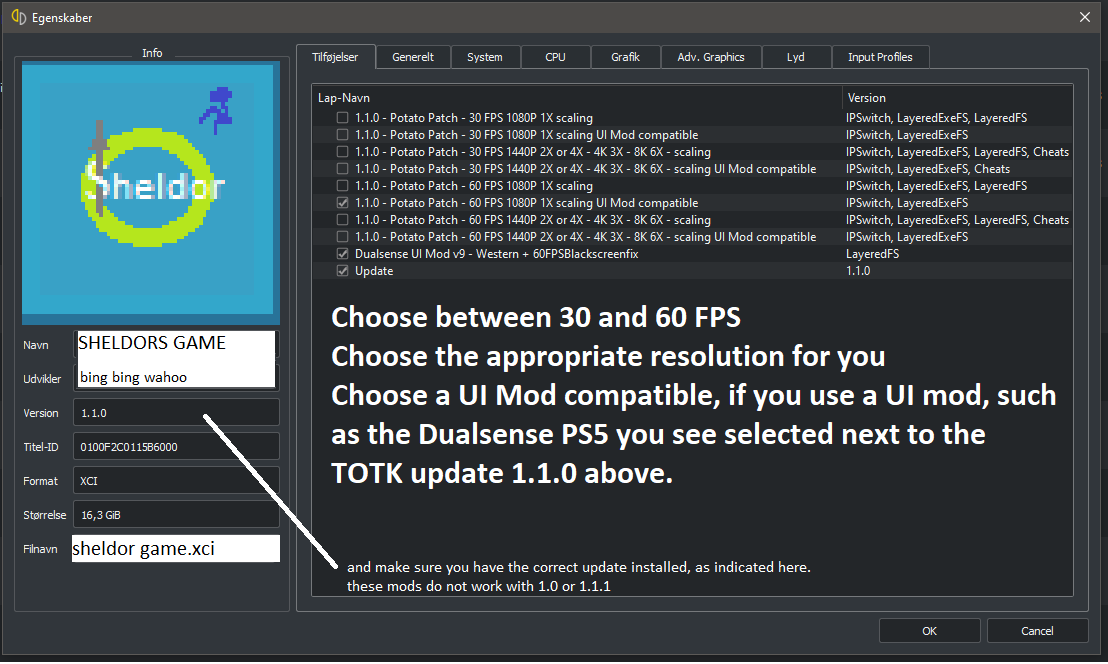 Egenskaber
Info
Sheldor
Navn
SHELDORS GAME
Udvikler
bing bing wahoo
Version
1.1.0
Titel-ID
0100F2C0115B6000
Format
XCI
Størrelse
16,3 GiB
Filnavn
sheldor game.xci
Tilføjelser Generelt System CPU Grafik Adv. Graphics Lyd Input Profiles
Lap-Navn Version
1.1.0 - Potato Patch - 30 FPS 1080P 1X scaling IPSwitch, LayeredExeFS, LayeredFS
1.1.0 - Potato Patch - 30 FPS 1080P 1X scaling UI Mod compatible IPSwitch, LayeredExeFS
1.1.0 - Potato Patch - 30 FPS 1440P 2X or 4X - 4K 3X - 8K 6X - scaling IPSwitch, LayeredExeFS, LayeredFS, Cheats
1.1.0 - Potato Patch - 30 FPS 1440P 2X or 4X - 4K 3X - 8K 6X - scaling UI Mod compatible IPSwitch, LayeredExeFS, Cheats
1.1.0 - Potato Patch - 60 FPS 1080P 1X scaling IPSwitch, LayeredExeFS, LayeredFS
1.1.0 - Potato Patch - 60 FPS 1080P 1X scaling UI Mod compatible IPSwitch, LayeredExeFS
1.1.0 - Potato Patch - 60 FPS 1440P 2X or 4X - 4K 3X - 8K 6X - scaling IPSwitch, LayeredExeFS, LayeredFS, Cheats
1.1.0 - Potato Patch - 60 FPS 1440P 2X or 4X - 4K 3X - 8K 6X - scaling UI Mod compatible IPSwitch, LayeredExeFS
Dualsense UI Mod v9 - Western + 60FPSBlackscreenfix LayeredFS
Update 1.1.0
Choose between 30 and 60 FPS
Choose the appropriate resolution for you
Choose a UI Mod compatible, if you use a UI mod, such
as the Dualsense PS5 you see selected next to the
TOTK update 1.1.0 above.
and make sure you have the correct update installed, as indicated here.
these mods do not work with 1.0 or 1.1.1
OK Cancel